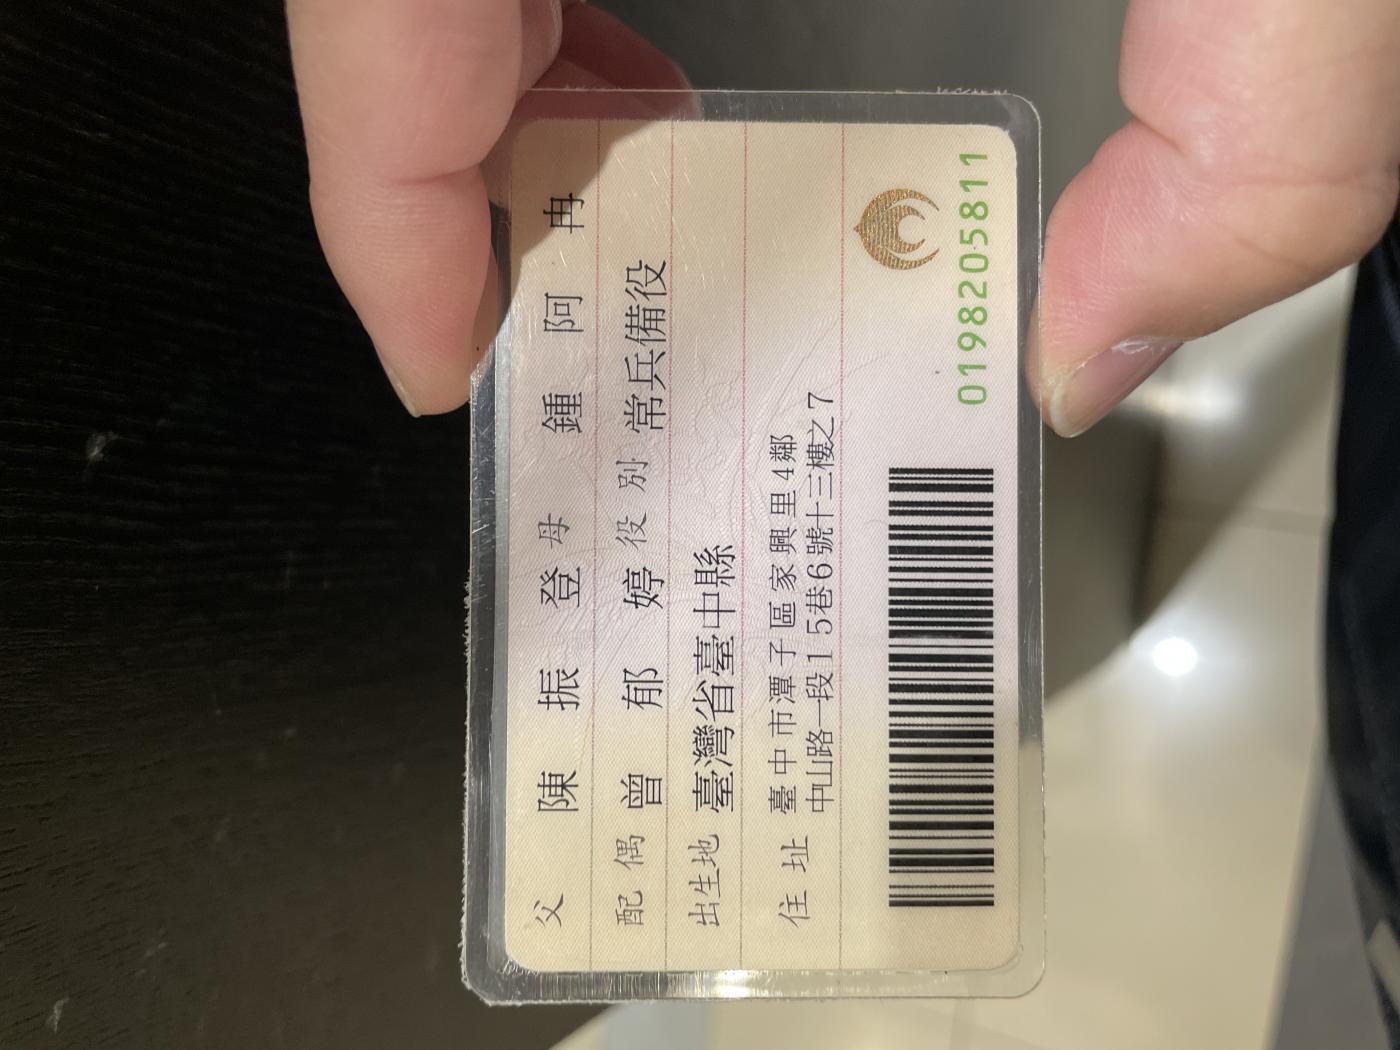 父 陳振登 母 鍾阿冉
配偶 曾郁婷 役別 常兵備役
出生地 臺灣省臺中縣
住址 臺中市潭子區家興里4鄰
中山路一段15巷6號十三樓之7
0198205811